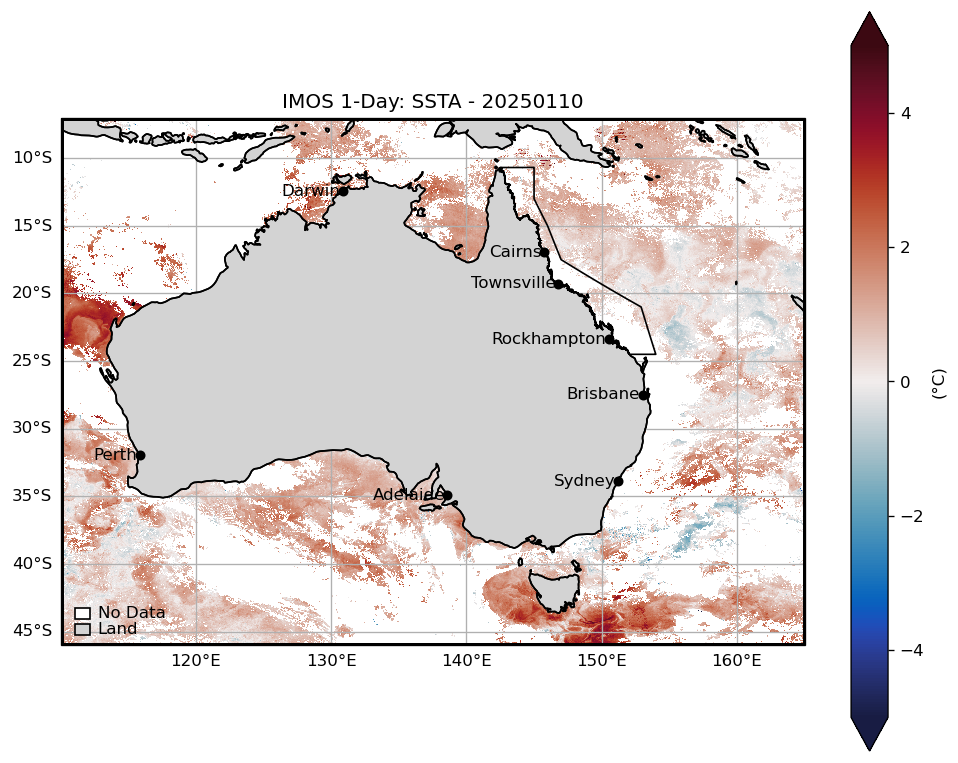 IMOS 1-Day: SSTA - 20250110
10°S
15°S
20°S
25°S
30°S
35°S
40°S
45°S
Darwin
Cairns
Townsville
Rockhampton
Brisbane
Perth
Sydney
Adelaide
No Data
Land
120°E 130°E 140°E 150°E 160°E
4
2
0
−2
−4
(°C)